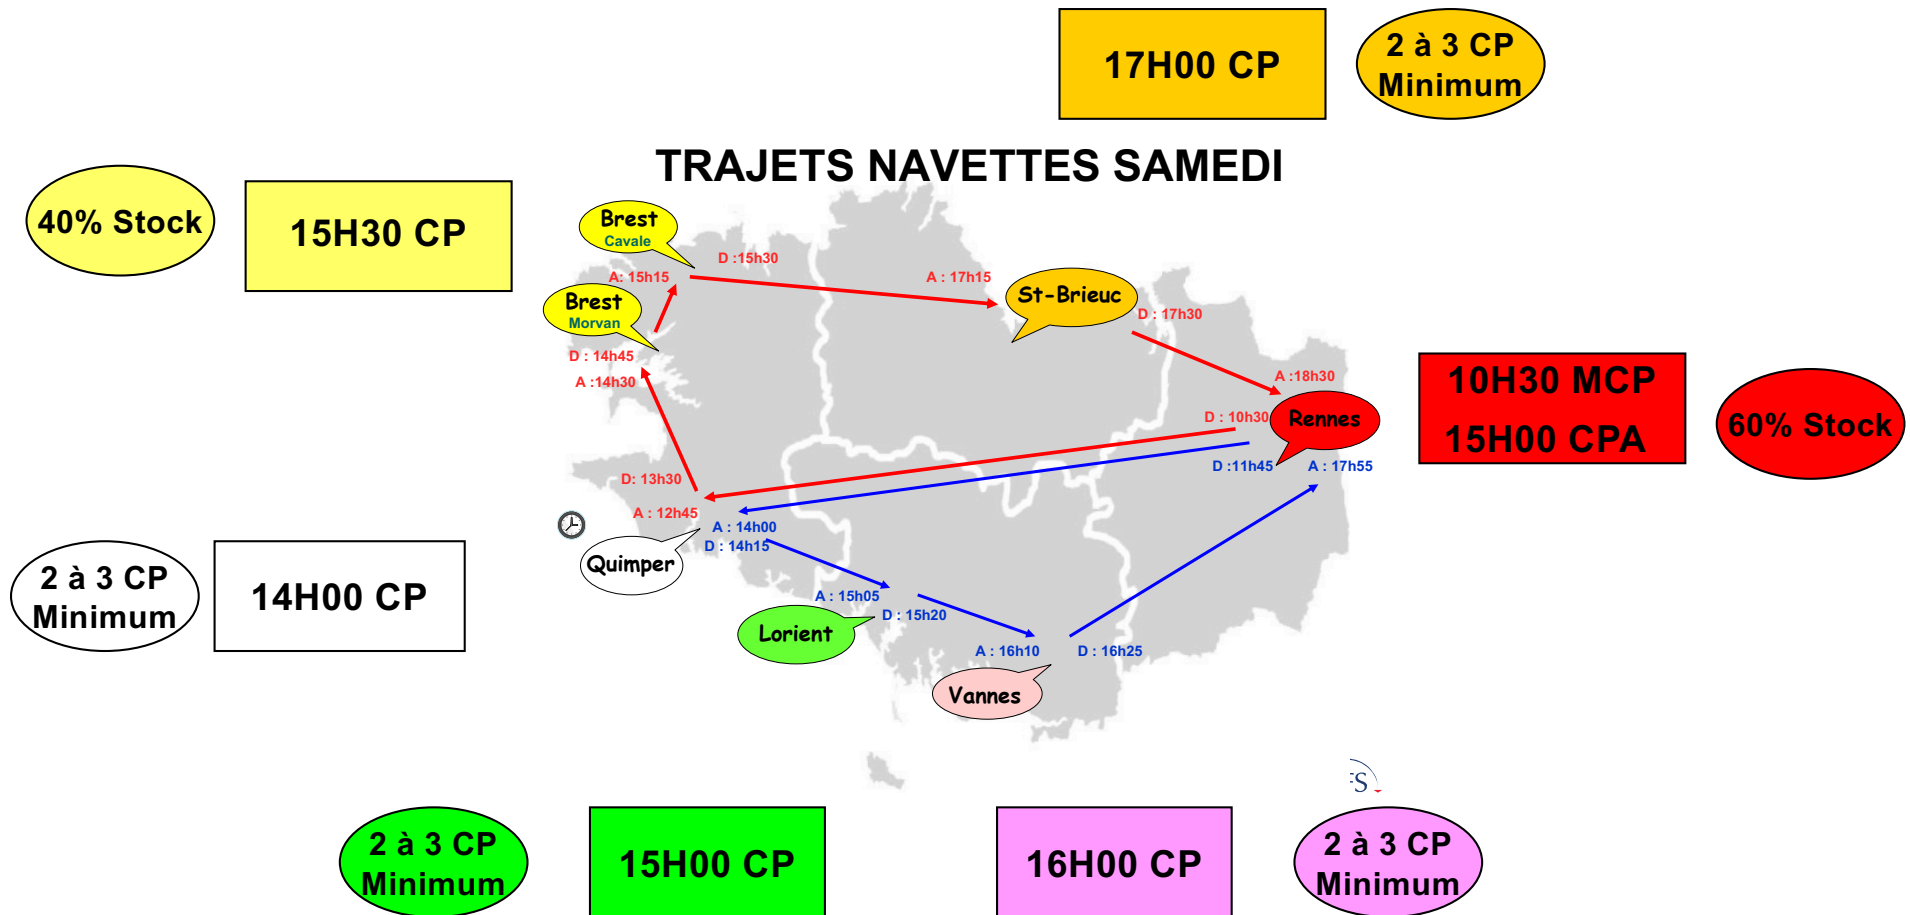 17H00 CP
2 à 3 CP
Minimum
TRAJETS NAVETTES SAMEDI
40% Stock
15H30 CP
Brest
Cavale
D :15h30
A: 15h15
A : 17h15
St-Brieuc
Brest
Morvan
D : 17h30
D : 14h45
A :14h30
A :18h30
10H30 MCP
15H00 CPA
60% Stock
D : 10h30
Rennes
D :11h45
A : 17h55
D: 13h30
A : 12h45
A : 14h00
D : 14h15
Quimper
2 à 3 CP
Minimum
14H00 CP
A : 15h05
D : 15h20
Lorient
A : 16h10
D : 16h25
Vannes
FS
2 à 3 CP
Minimum
15H00 CP
16H00 CP
2 à 3 CP
Minimum